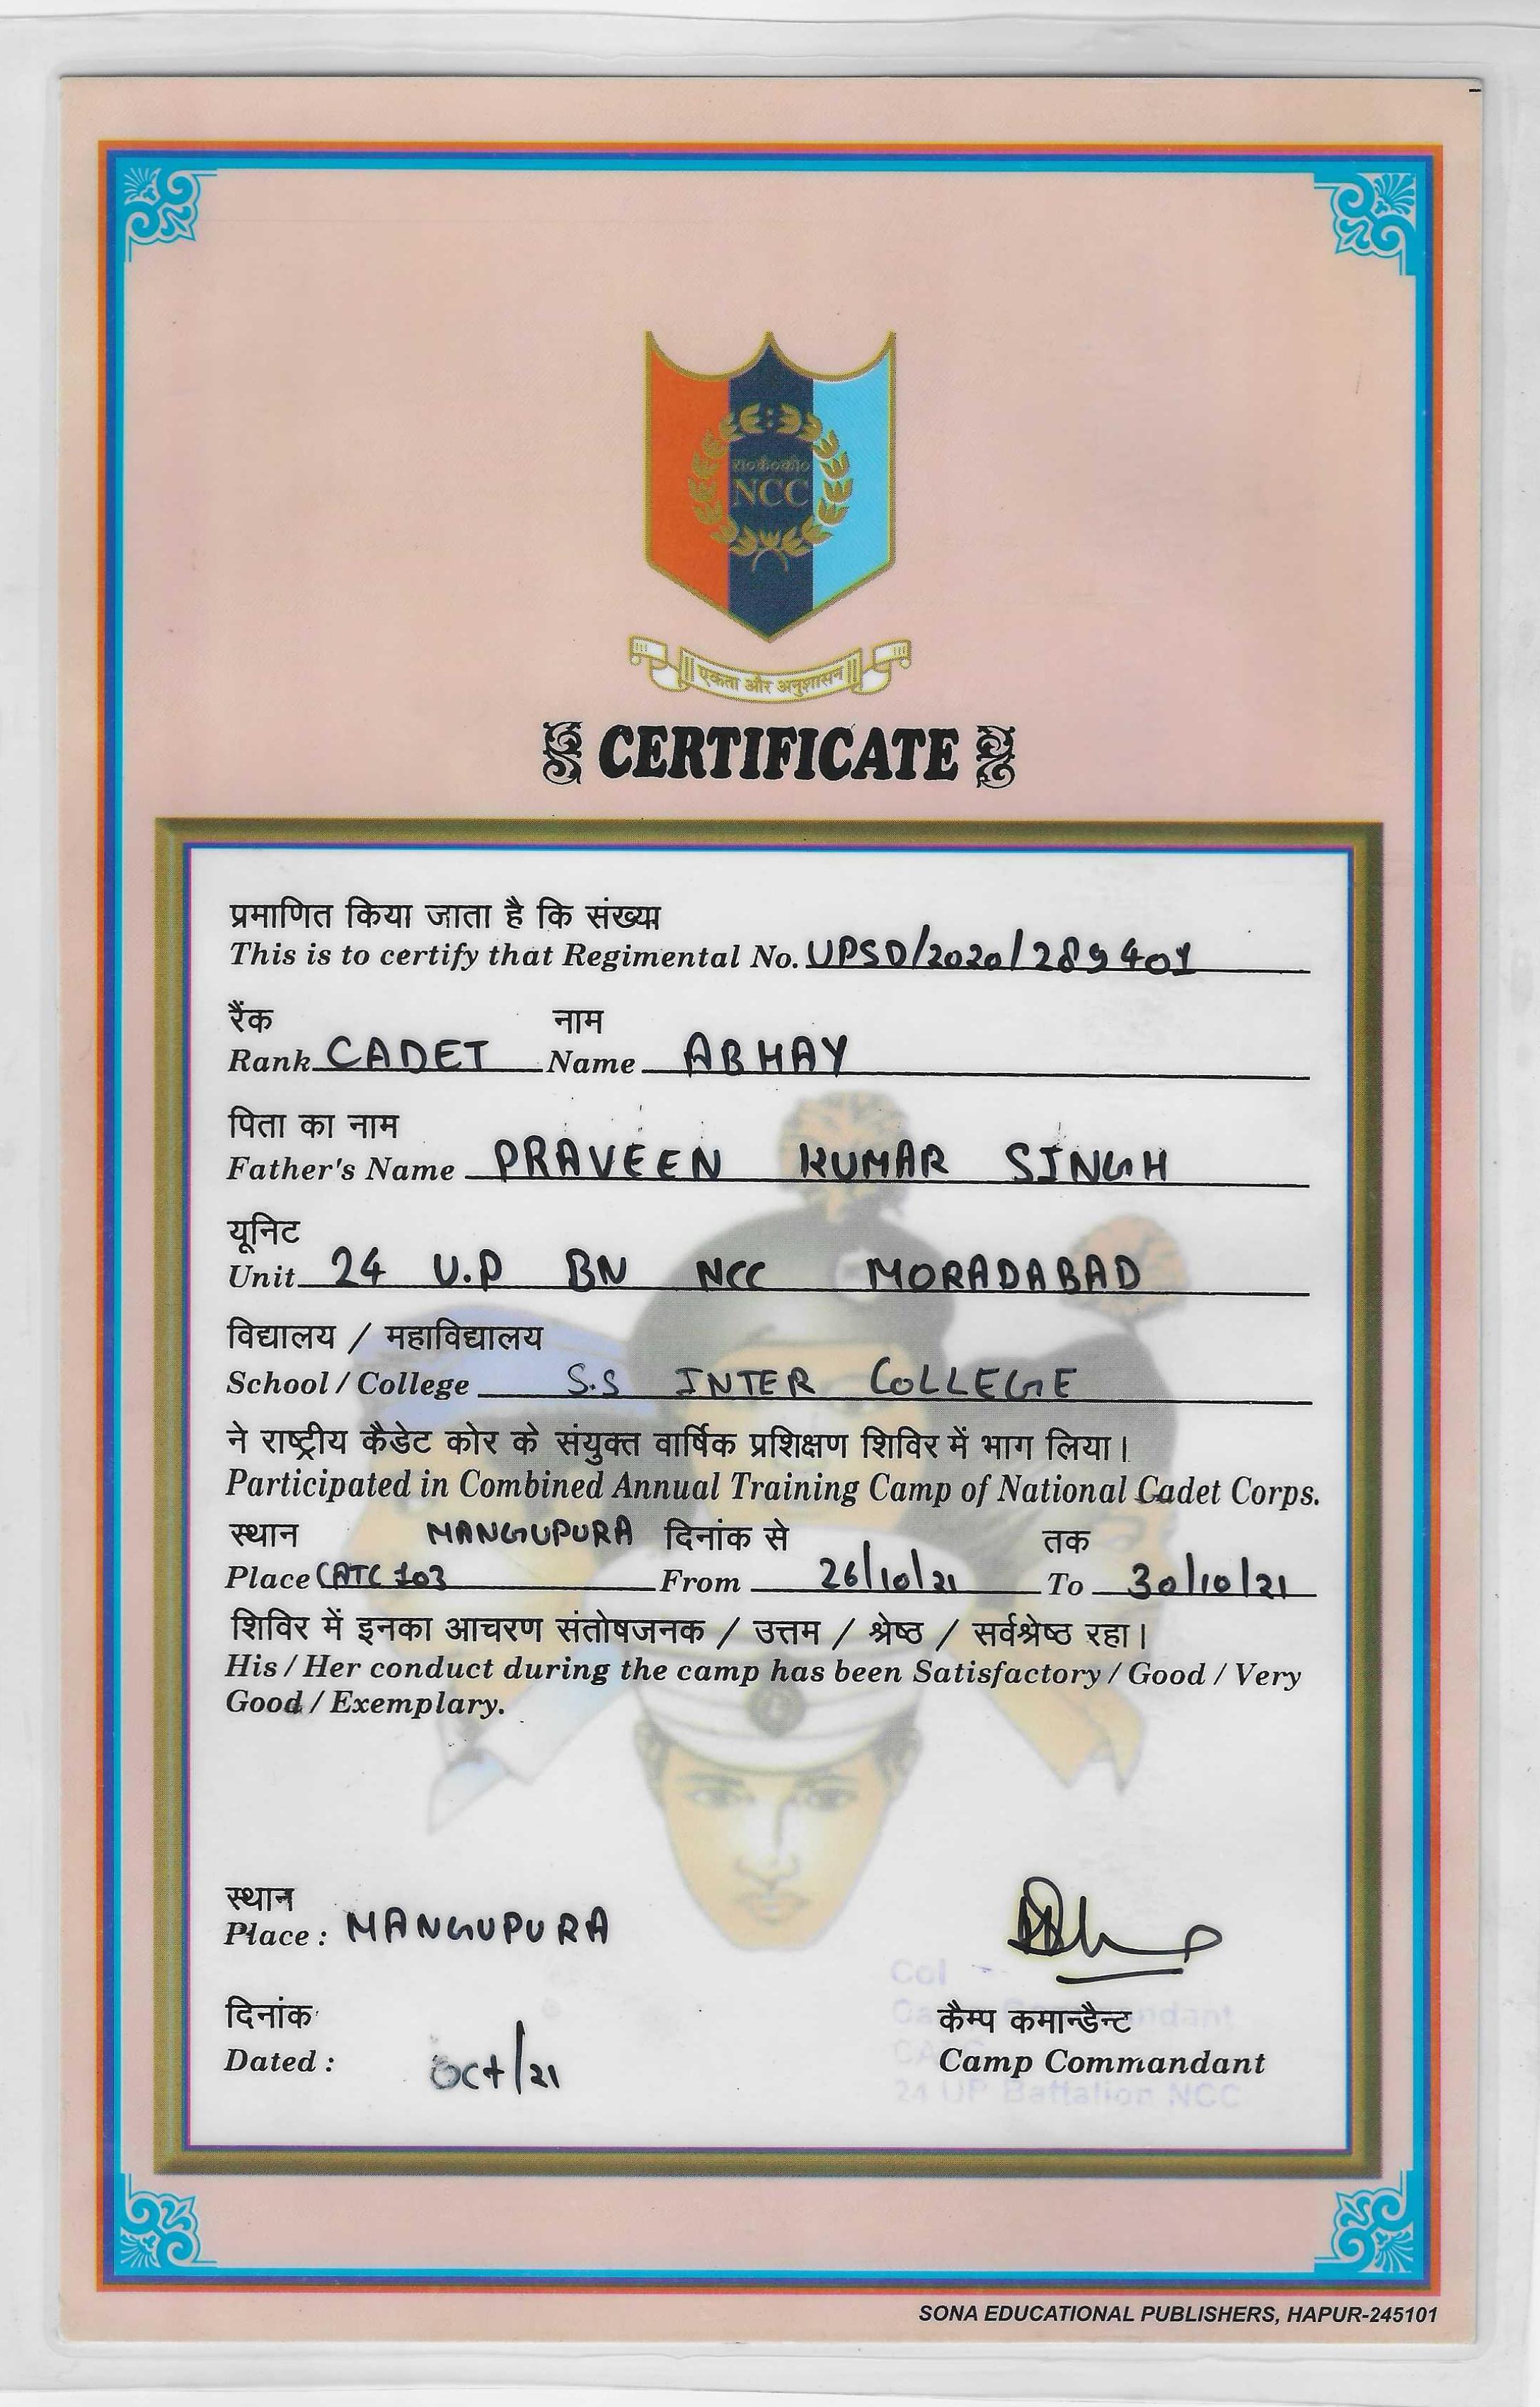 रा०कै०को०
NCC
एकता और अनुशासन
CERTIFICATE
प्रमाणित किया जाता है कि संख्या
This is to certify that Regimental No. UPSD/2020/289401
रैंक नाम
Rank CADET Name ABHAY
पिता का नाम
Father's Name PRAVEEN KUMAR SINGH
यूनिट
Unit 24 U.P BN NCC MORADABAD
विद्यालय / महाविद्यालय
School / College S.S INTER COLLEGE
ने राष्ट्रीय कैडेट कोर के संयुक्त वार्षिक प्रशिक्षण शिविर में भाग लिया।
Participated in Combined Annual Training Camp of National Cadet Corps.
स्थान MANGUPURA दिनांक से तक
Place CATC 103 From 26/10/21 To 30/10/21
शिविर में इनका आचरण संतोषजनक / उत्तम / श्रेष्ठ / सर्वश्रेष्ठ रहा।
His / Her conduct during the camp has been Satisfactory / Good / Very
Good / Exemplary.
स्थान
Place : MANGUPURA
Col
दिनांक
कैम्प कमान्डैन्ट
Dated : Oct/21
Camp Commandant
24 UP Battalion NCC
SONA EDUCATIONAL PUBLISHERS, HAPUR-245101